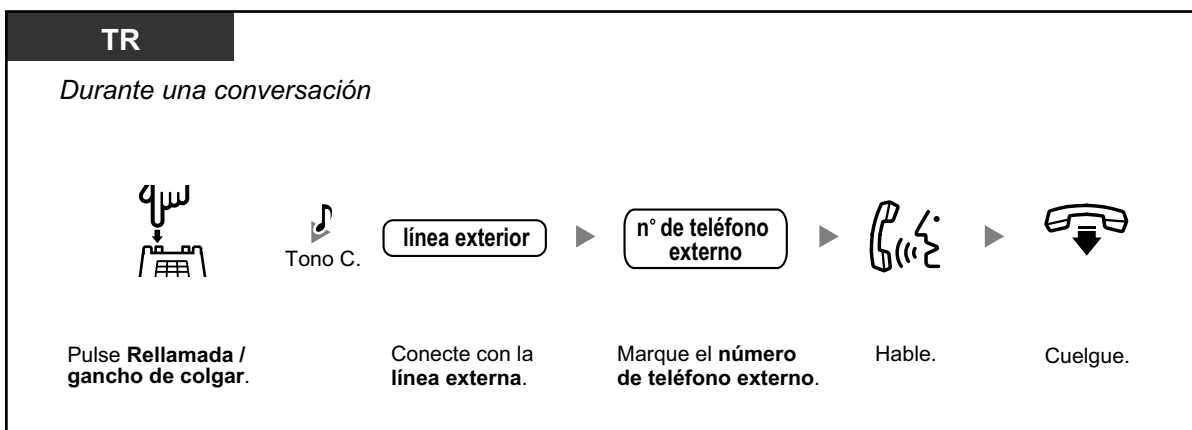 TR
Durante una conversación
Tono C.
línea exterior
n° de teléfono
externo
Pulse Rellamada /
gancho de colgar.
Conecte con la
línea externa.
Marque el número
de teléfono externo.
Hable.
Cuelgue.